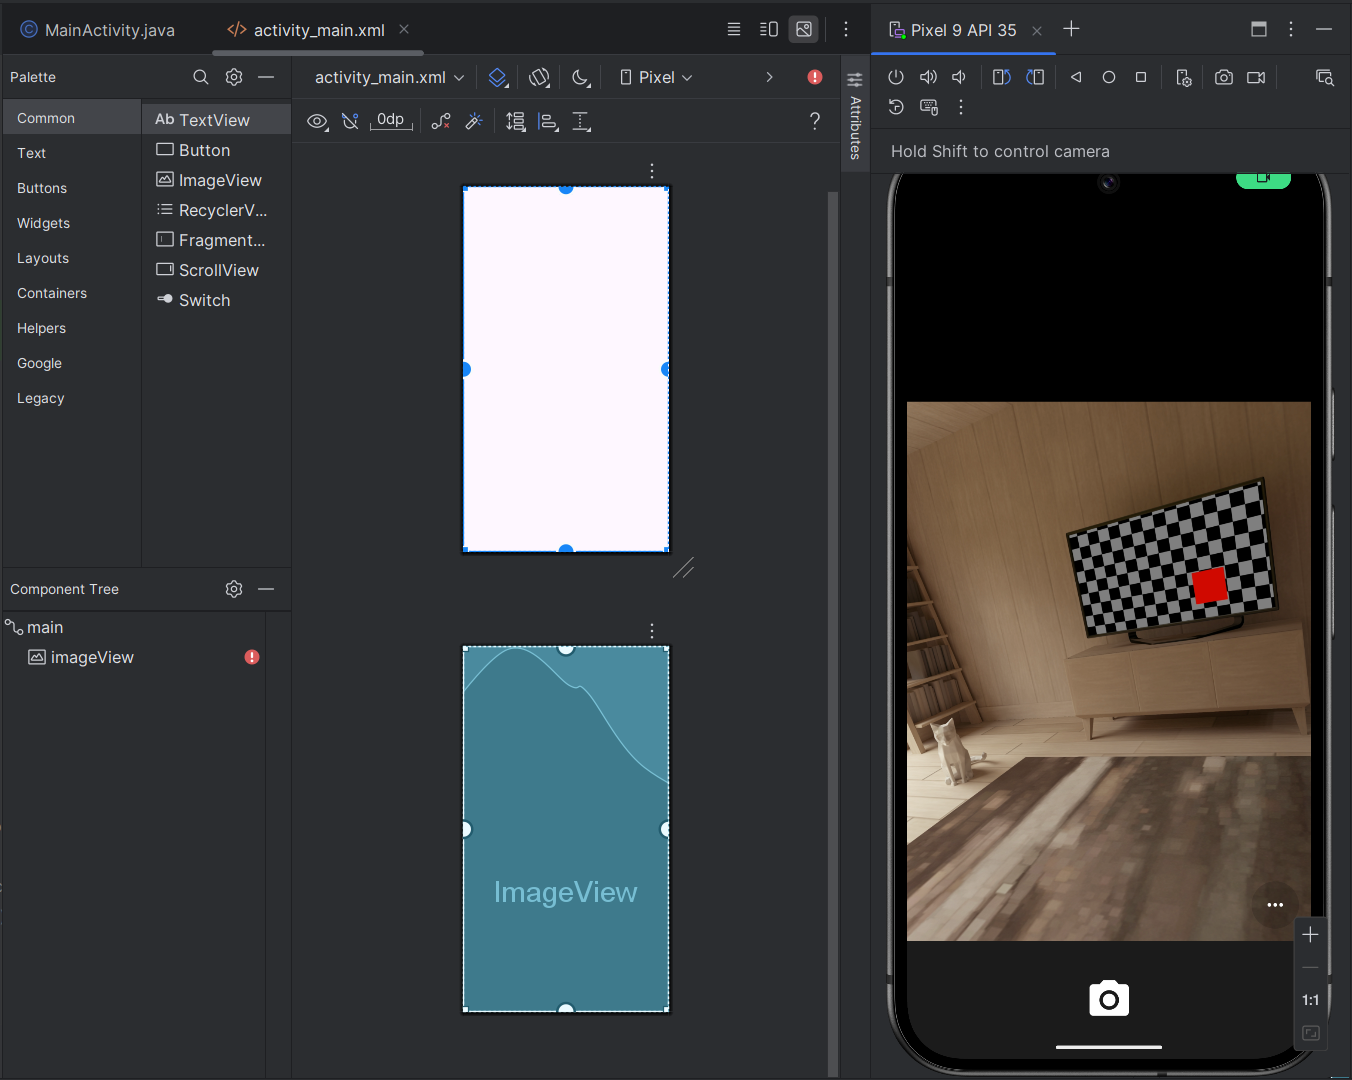 MainActivity.java
activity_main.xml
Pixel 9 API 35
Palette
activity_main.xml
Pixel
Attributes
Common
Text
Buttons
Widgets
Layouts
Containers
Helpers
Google
Legacy
Ab TextView
Button
ImageView
RecyclerV...
Fragment...
ScrollView
Switch
0dp
?
Hold Shift to control camera
Component Tree
main
imageView
ImageView
1:1